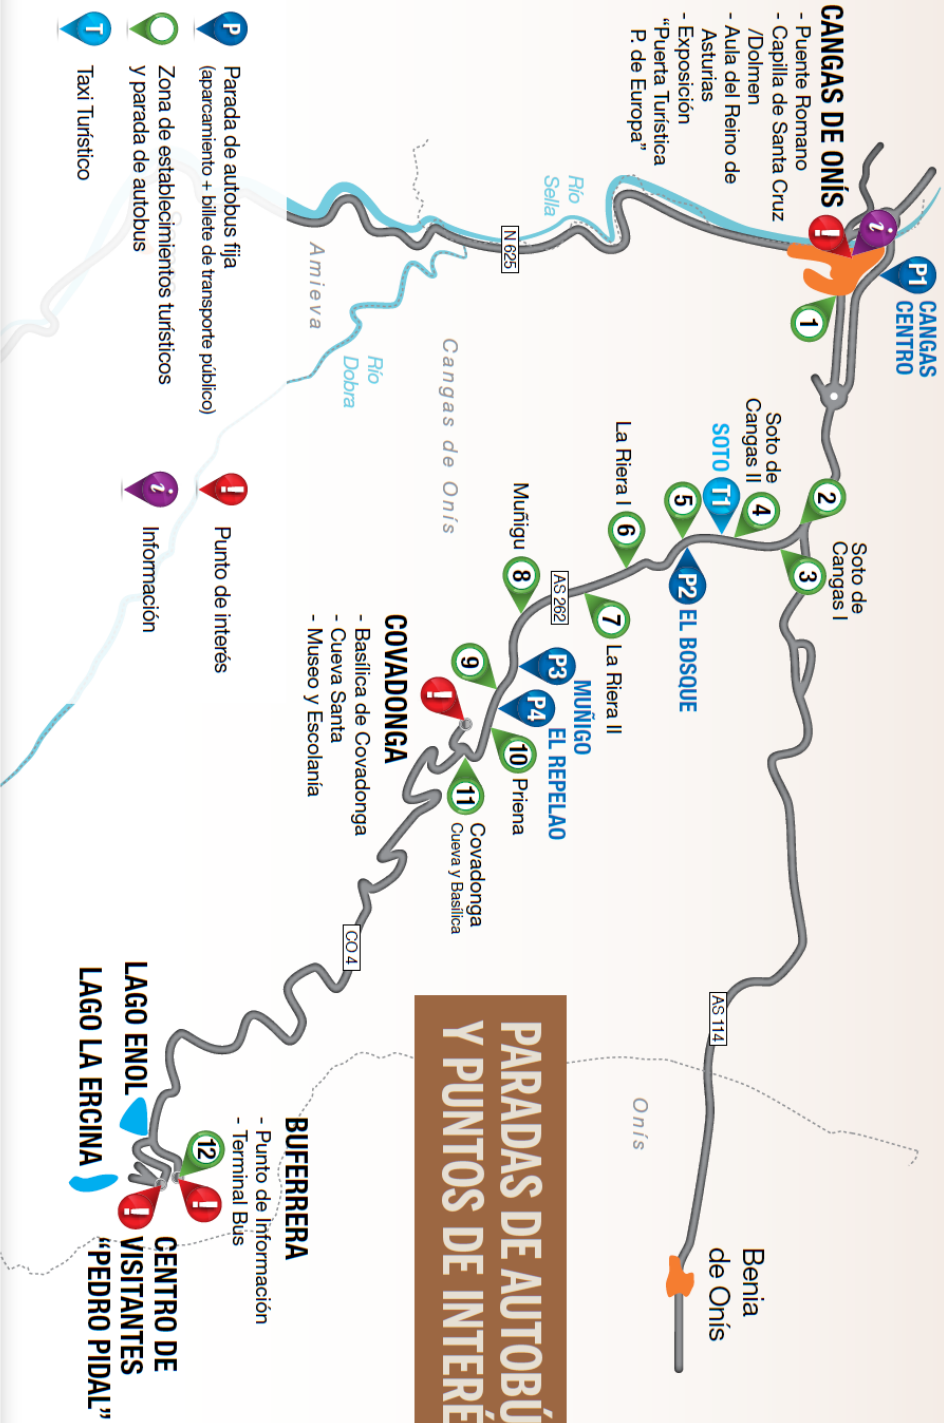 PARADAS DE AUTOBÚ
Y PUNTOS DE INTERÉ
CANGAS DE ONÍS
- Puente Romano
- Capilla de Santa Cruz
/Dolmen
- Aula del Reino de
Asturias
- Exposición
"Puerta Turística
P. de Europa"
P1 CANGAS
CENTRO
!
i
1
2
Soto de
Cangas I
3
Soto de
Cangas II
4
SOTO T1
5
P2 EL BOSQUE
La Riera I
6
7
La Riera II
AS 262
Muñigu
8
P3
MUÑIGO
P4
EL REPELAO
9
10 Priena
!
11
Covadonga
Cueva y Basílica
COVADONGA
- Basílica de Covadonga
- Cueva Santa
- Museo y Escolanía
Río
Sella
N 625
Amieva
Río
Dobra
Cangas de Onís
CO 4
AS 114
Onís
Benia
de Onís
BUFERRERA
- Punto de Información
- Terminal Bus
12
!
!
LAGO ENOL
LAGO LA ERCINA
CENTRO DE
VISITANTES
"PEDRO PIDAL"
P
Parada de autobus fija
(aparcamiento + billete de transporte público)
Zona de establecimientos turísticos
y parada de autobus
T
Taxi Turístico
!
Punto de interés
i
Información